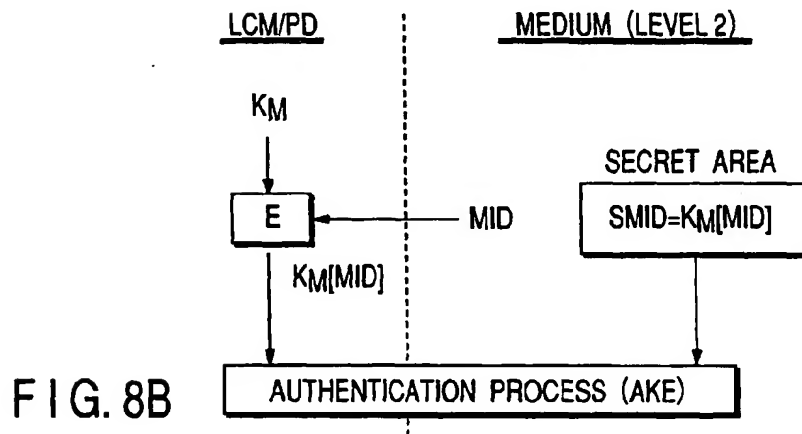 LCM/PD
MEDIUM (LEVEL 2)
KM
SECRET AREA
E
MID
SMID=KM[MID]
KM[MID]
AUTHENTICATION PROCESS (AKE)
FIG. 8B